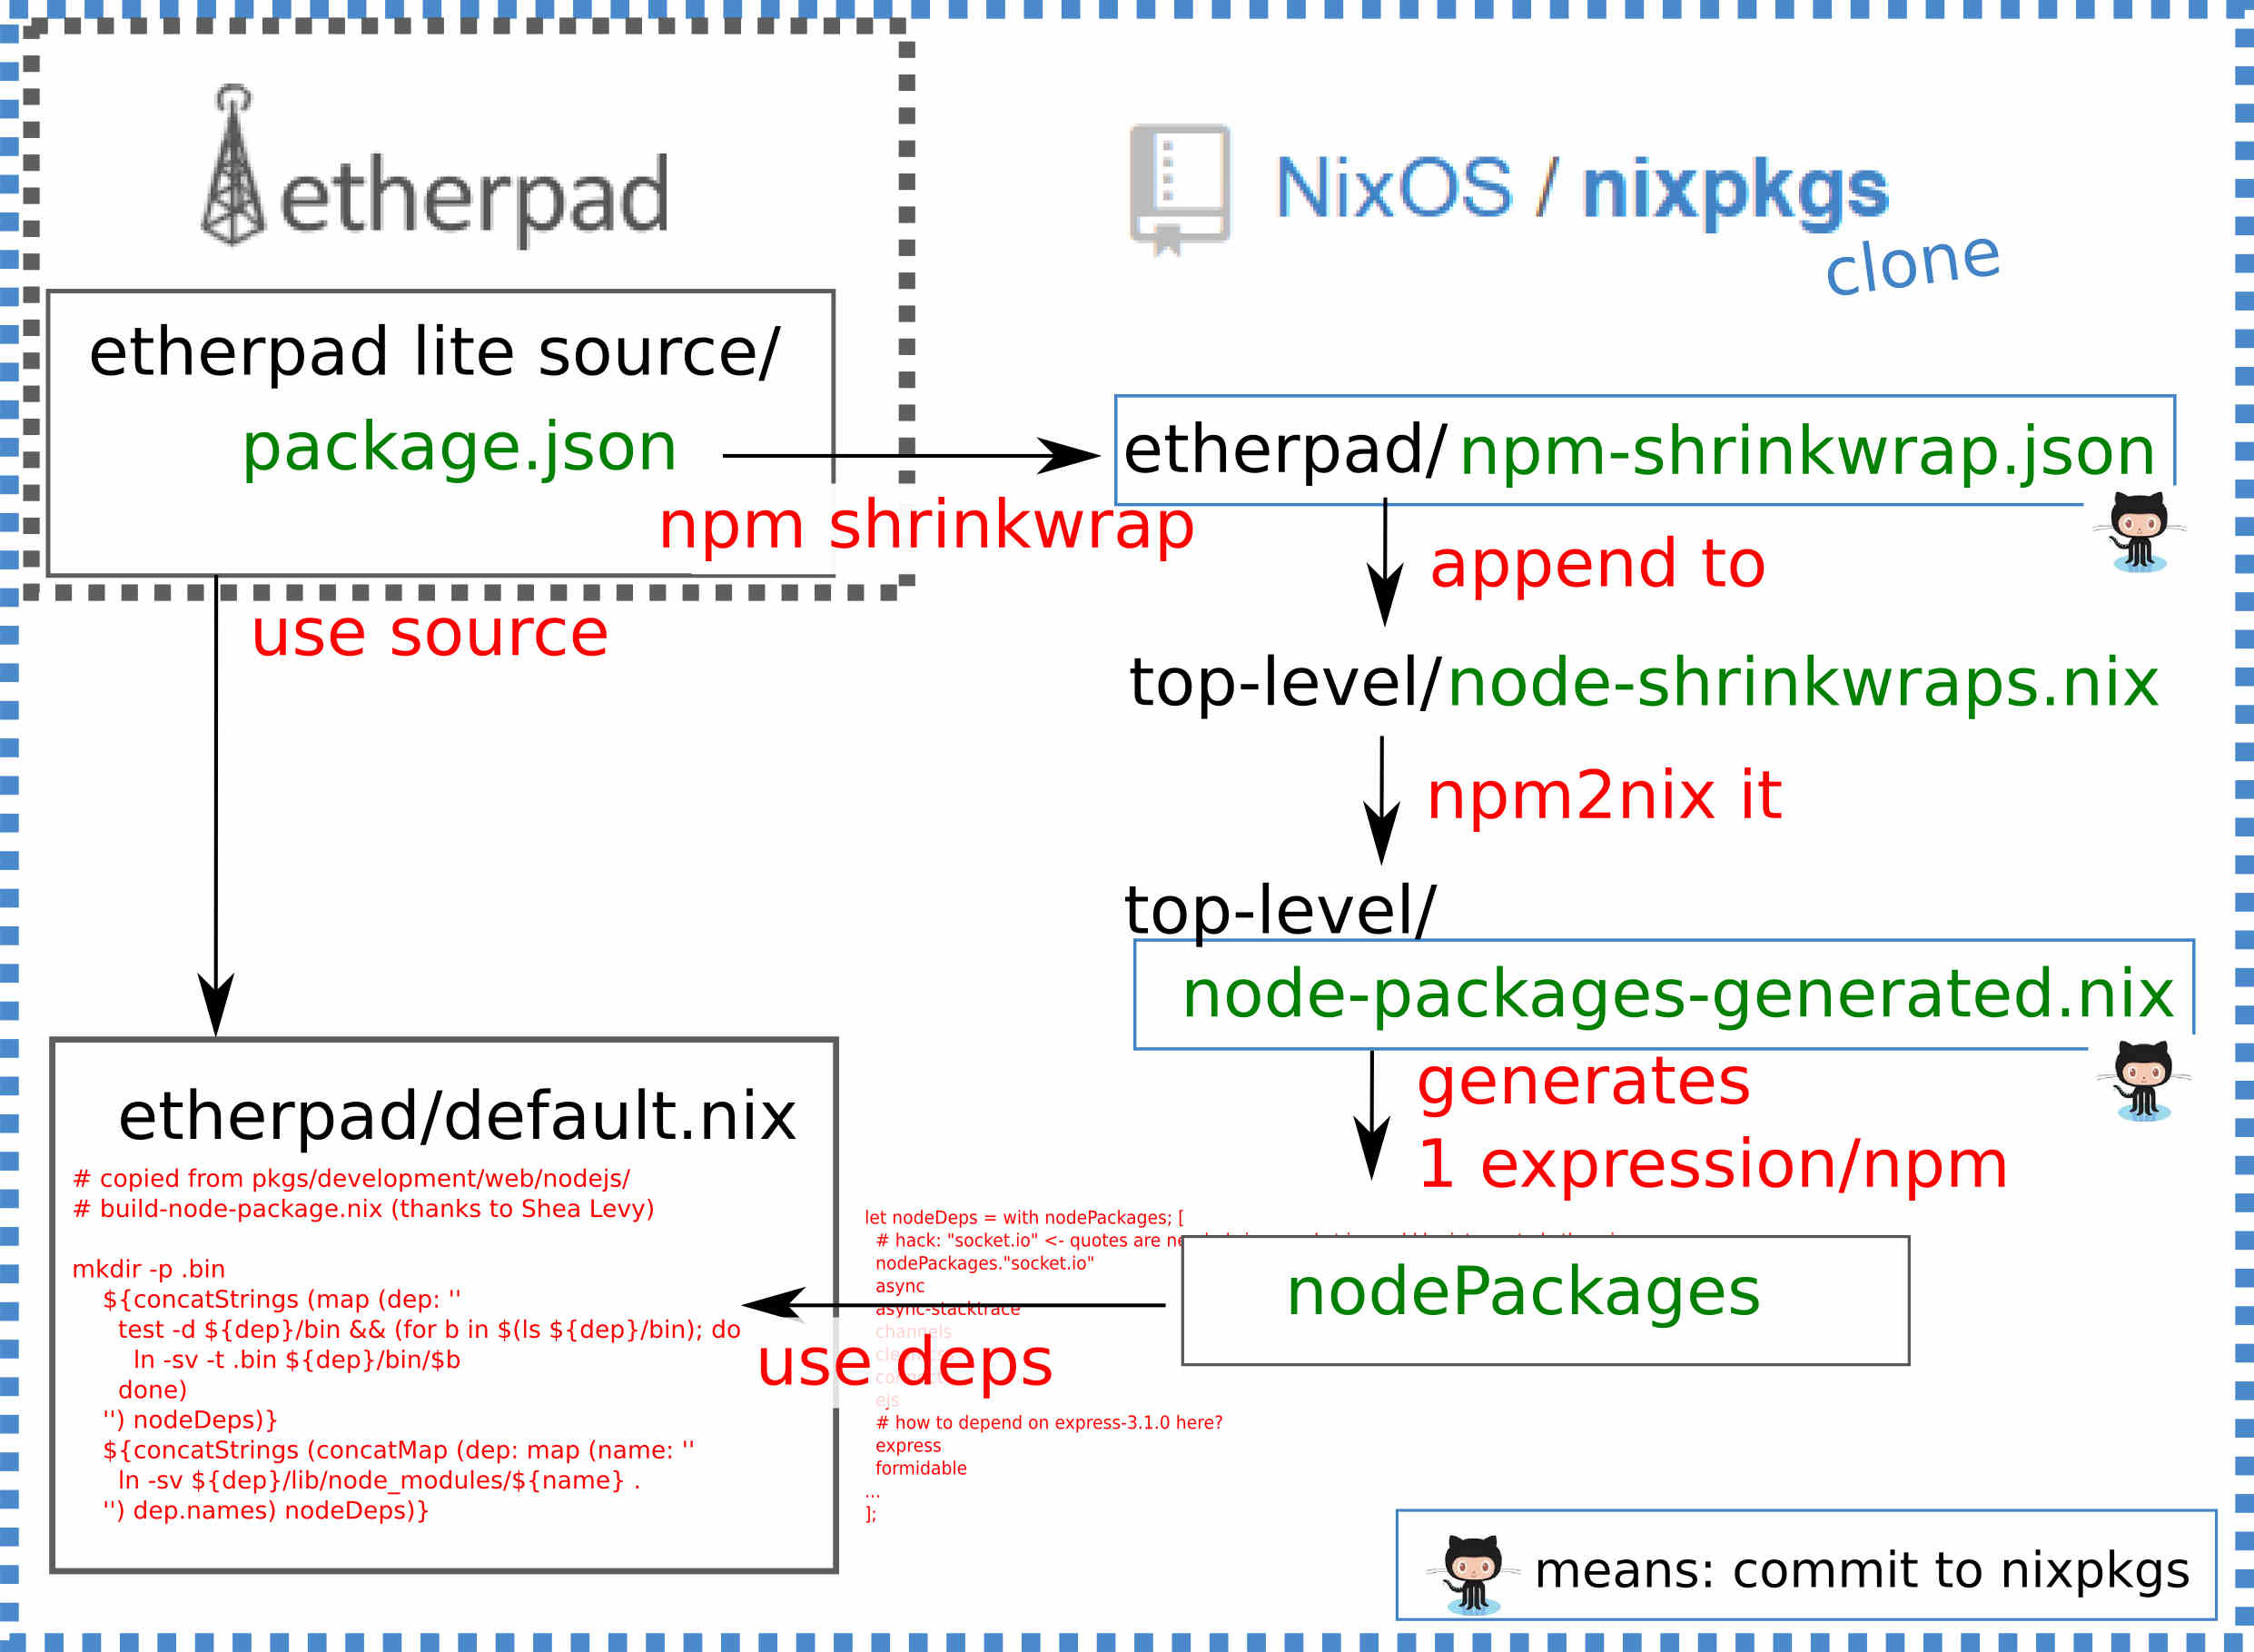 etherpad
NixOS / nixpkgs
clone
etherpad lite source/
package.json
npm shrinkwrap
etherpad/npm-shrinkwrap.json
append to
use source
top-level/node-shrinkwraps.nix
npm2nix it
top-level/
node-packages-generated.nix
generates
1 expression/npm
etherpad/default.nix
# copied from pkgs/development/web/nodejs/
# build-node-package.nix (thanks to Shea Levy)
mkdir -p .bin
${concatStrings (map (dep: ''
test -d ${dep}/bin && (for b in $(ls ${dep}/bin); do
ln -sv -t .bin ${dep}/bin/$b
done)
'') nodeDeps)}
${concatStrings (concatMap (dep: map (name: ''
ln -sv ${dep}/lib/node_modules/${name} .
'') dep.names) nodeDeps)}
let nodeDeps = with nodePackages; [
# hack: "socket.io" <- quotes are
nodePackages."socket.io"
async
async-stacktrace
channels
ejs
# how to depend on express-3.1.0 here?
express
formidable
...
];
use deps
nodePackages
means: commit to nixpkgs